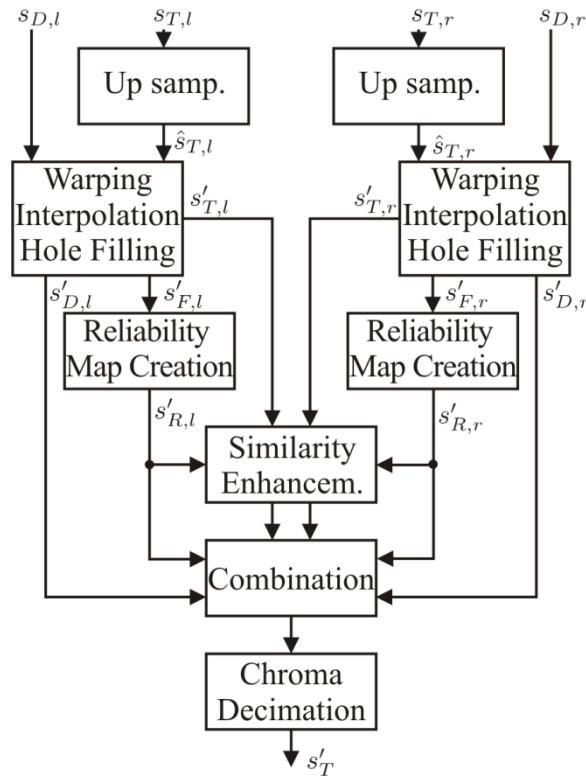 s_{D,l} s_{T,l} s_{T,r} s_{D,r}
Up samp. Up samp.
ŝ_{T,l} ŝ_{T,r}
Warping Warping
Interpolation s′_{T,l} s′_{T,r} Interpolation
Hole Filling Hole Filling
s′_{D,l} s′_{F,l} s′_{F,r} s′_{D,r}
Reliability Reliability
Map Creation Map Creation
s′_{R,l} s′_{R,r}
Similarity
Enhancem.
Combination
Chroma
Decimation
s′_T